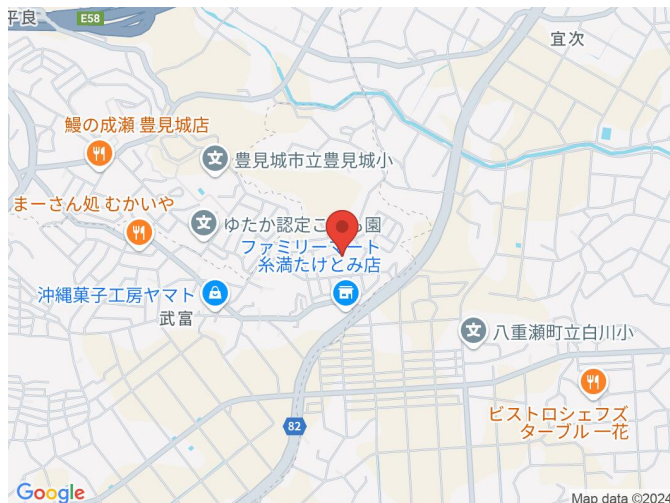 平良
E58
宜次
鰻の成瀬 豊見城店
豊見城市立豊見城小
まーさん処 むかいや
ゆたか認定こども園
ファミリーマート
糸満たけとみ店
沖縄菓子工房ヤマト
武富
八重瀬町立白川小
ビストロシェフズ
ターブル 一花
82
Google
Map data ©2024